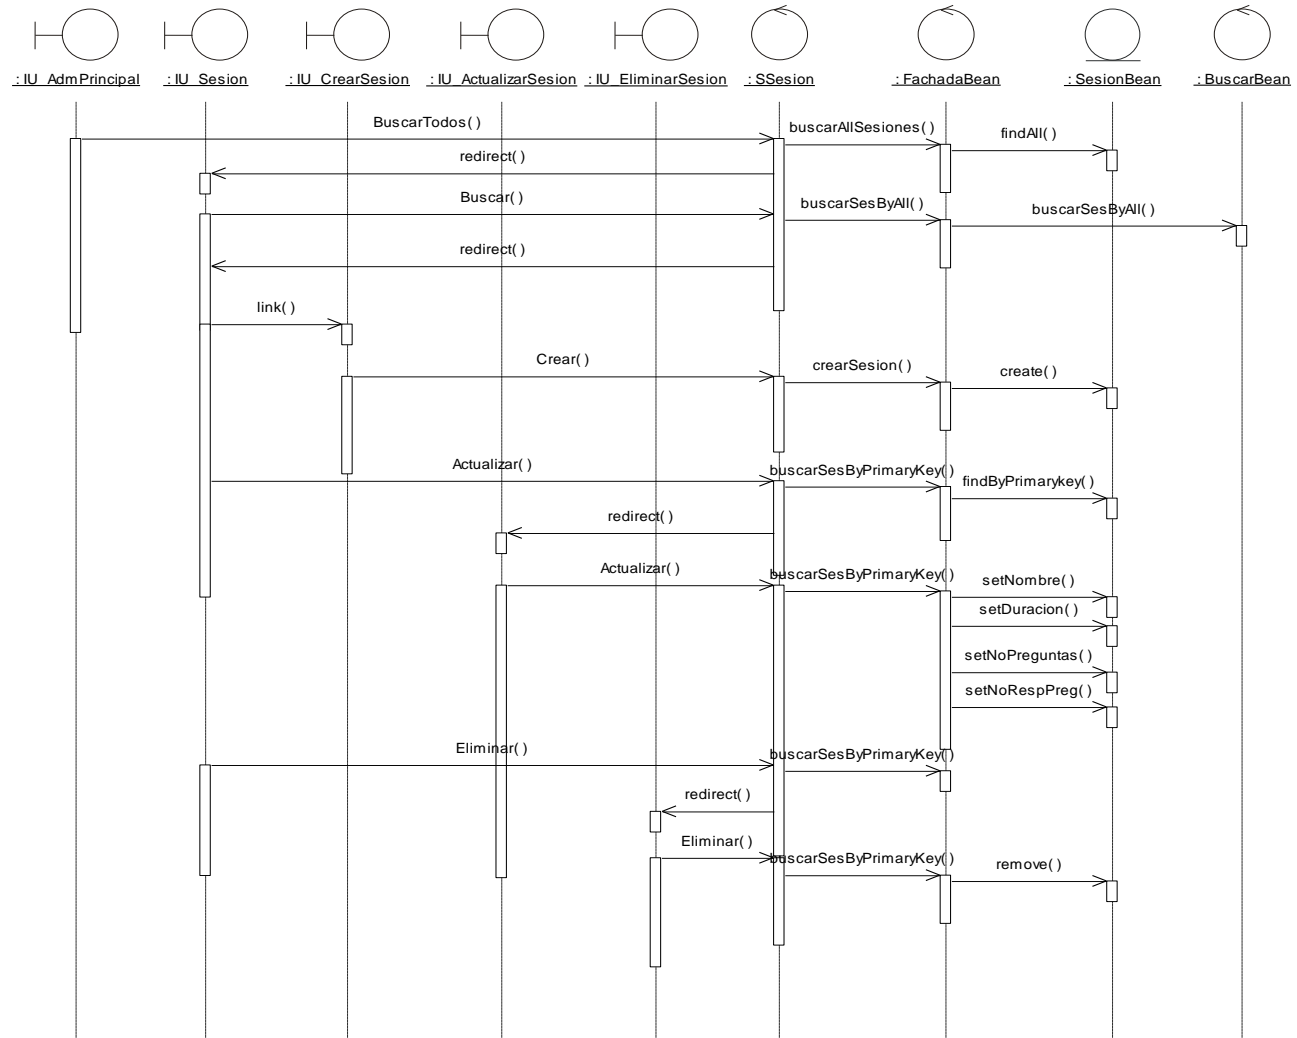 : IU_AdmPrincipal
: IU_Sesion
: IU_CrearSesion
: IU_ActualizarSesion
: IU_EliminarSesion
: SSesion
: FachadaBean
: SesionBean
: BuscarBean
BuscarTodos( )
buscarAllSesiones( )
findAll( )
redirect( )
Buscar( )
buscarSesByAll( )
buscarSesByAll( )
redirect( )
link( )
Crear( )
crearSesion( )
create( )
Actualizar( )
buscarSesByPrimaryKey( )
findByPrimarykey( )
redirect( )
Actualizar( )
buscarSesByPrimaryKey( )
setNombre( )
setDuracion( )
setNoPreguntas( )
setNoRespPreg( )
Eliminar( )
buscarSesByPrimaryKey( )
redirect( )
Eliminar( )
buscarSesByPrimaryKey( )
remove( )